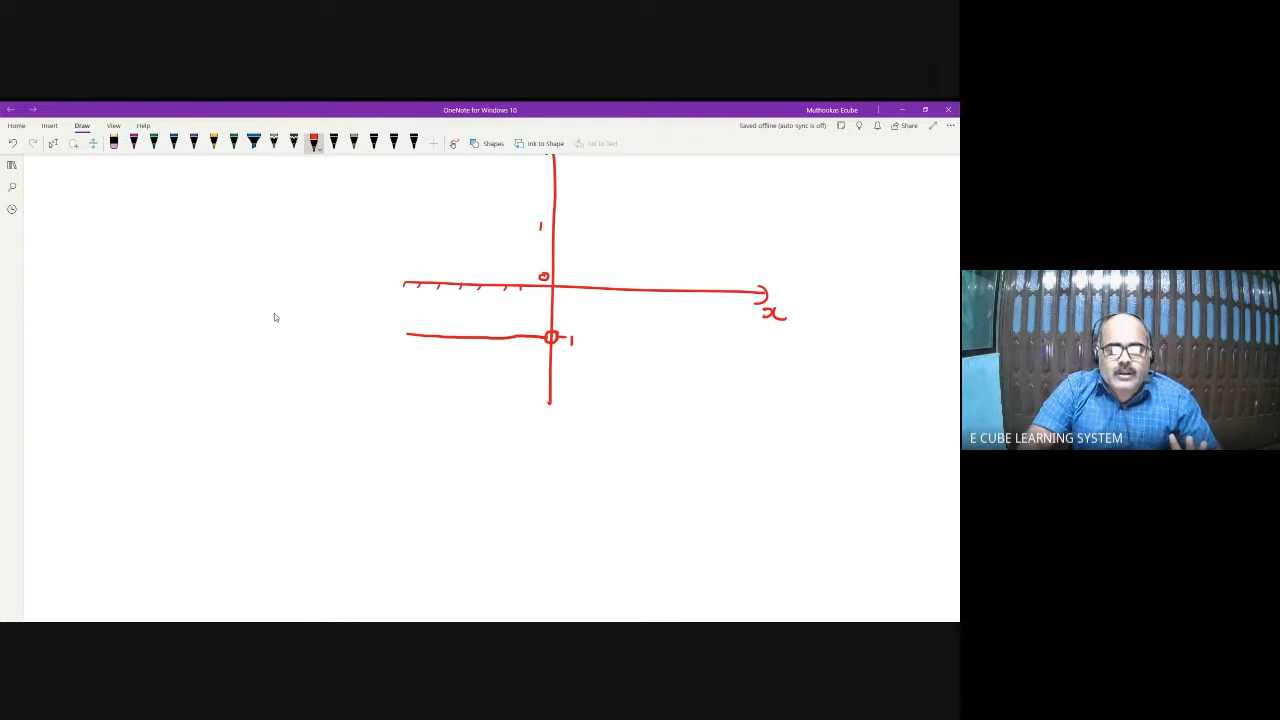 OneNote for Windows 10
Muthookas Ecube
Home Insert Draw View Help
Saved offline (auto-sync is off)
Share
Shapes
Ink to Shape
Ink to Text
1
0
x
-1
E CUBE LEARNING SYSTEM